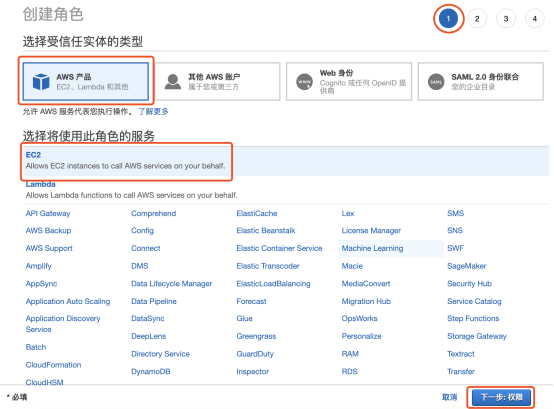 创建角色
1 2 3 4
选择受信任实体的类型
AWS 产品
EC2、Lambda 和其他
其他 AWS 账户
属于您或第三方
Web 身份
Cognito 或任何 OpenID 提
供商
SAML 2.0 身份联合
您的企业目录
WWW
SAML
允许 AWS 服务代表您执行操作。 了解更多
选择将使用此角色的服务
EC2
Allows EC2 instances to call AWS services on your behalf.
Lambda
Allows Lambda functions to call AWS services on your behalf.
API Gateway Comprehend ElastiCache Lex SMS
AWS Backup Config Elastic Beanstalk License Manager SNS
AWS Support Connect Elastic Container Service Machine Learning SWF
Amplify DMS Elastic Transcoder Macie SageMaker
AppSync Data Lifecycle Manager ElasticLoadBalancing MediaConvert Security Hub
Application Auto Scaling Data Pipeline Forecast Migration Hub Service Catalog
Application Discovery DataSync Glue OpsWorks Step Functions
Service
DeepLens Greengrass Personalize Storage Gateway
Batch Directory Service GuardDuty RAM Textract
CloudFormation DynamoDB Inspector RDS Transfer
CloudHSM
* 必填 取消 下一步: 权限